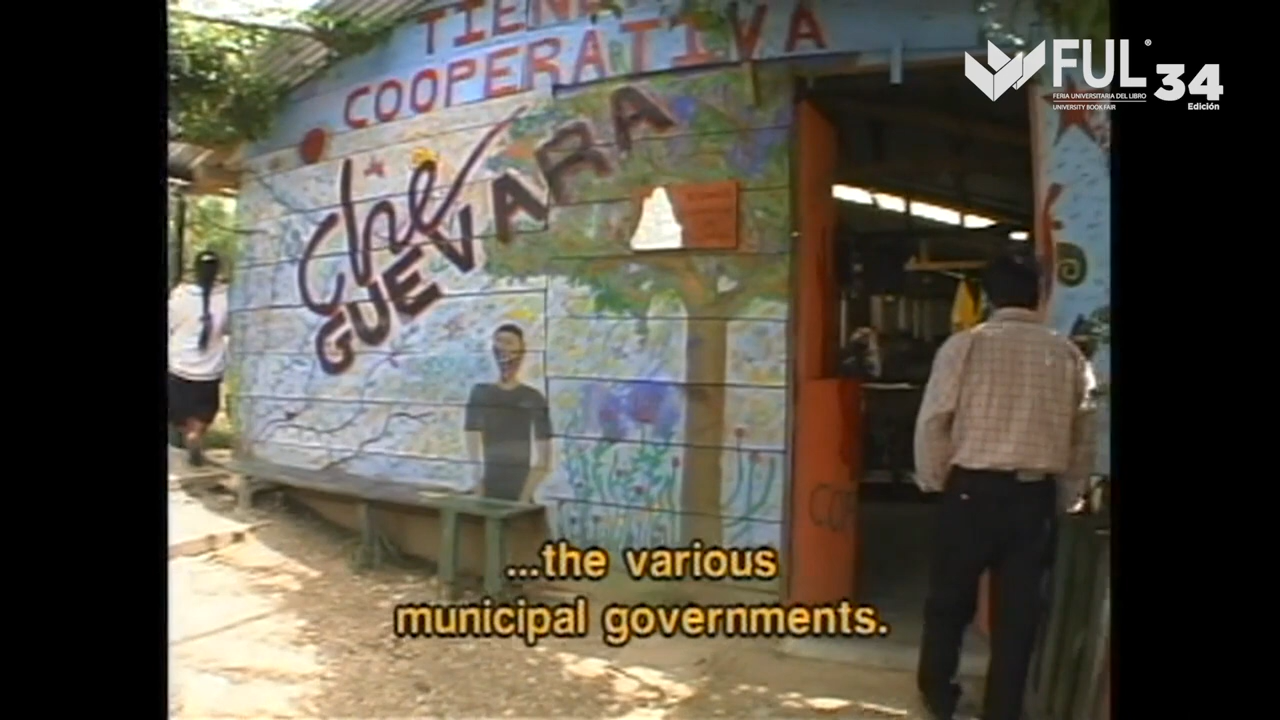 TIENDA
COOPERATIVA
Che
GUEVARA
FUL
34
FERIA UNIVERSITARIA DEL LIBRO
UNIVERSITY BOOK FAIR
Edición
...the various
municipal governments.